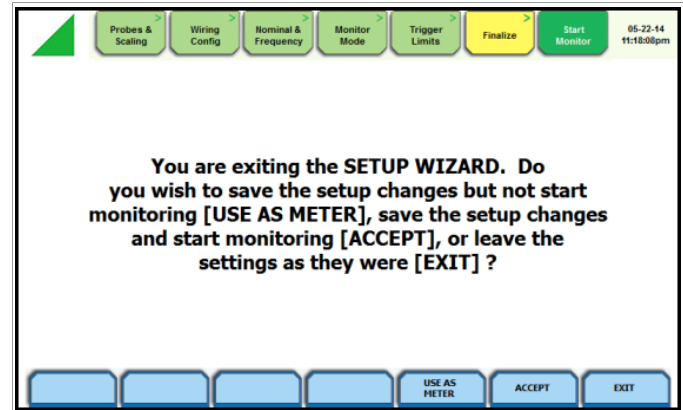 Probes &
Scaling
>
Wiring
Config
>
Nominal &
Frequency
>
Monitor
Mode
>
Trigger
Limits
>
Finalize
>
Start
Monitor
05-22-14
11:18:08pm
You are exiting the SETUP WIZARD. Do
you wish to save the setup changes but not start
monitoring [USE AS METER], save the setup changes
and start monitoring [ACCEPT], or leave the
settings as they were [EXIT] ?
USE AS
METER
ACCEPT
EXIT